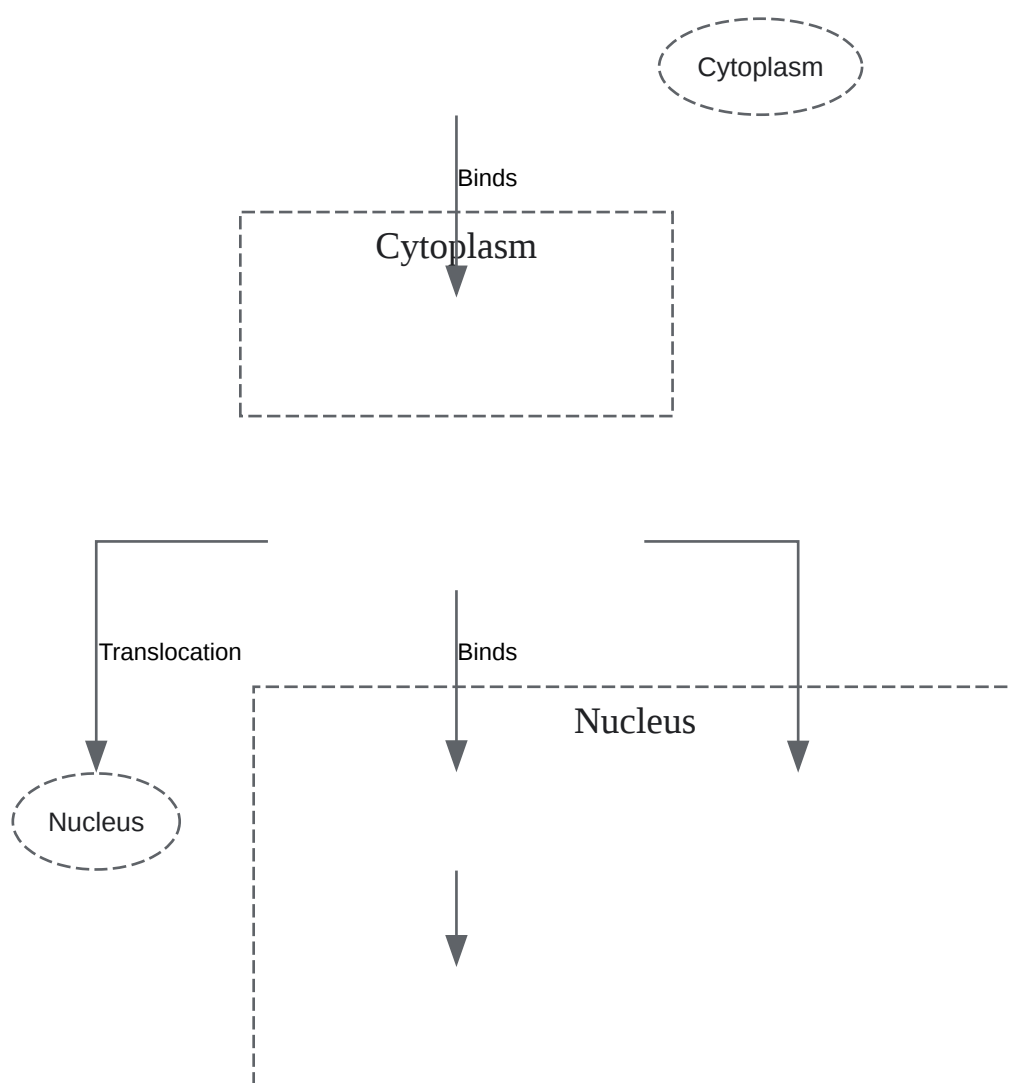 Cytoplasm
Binds
Cytoplasm
Translocation
Binds
Nucleus
Nucleus